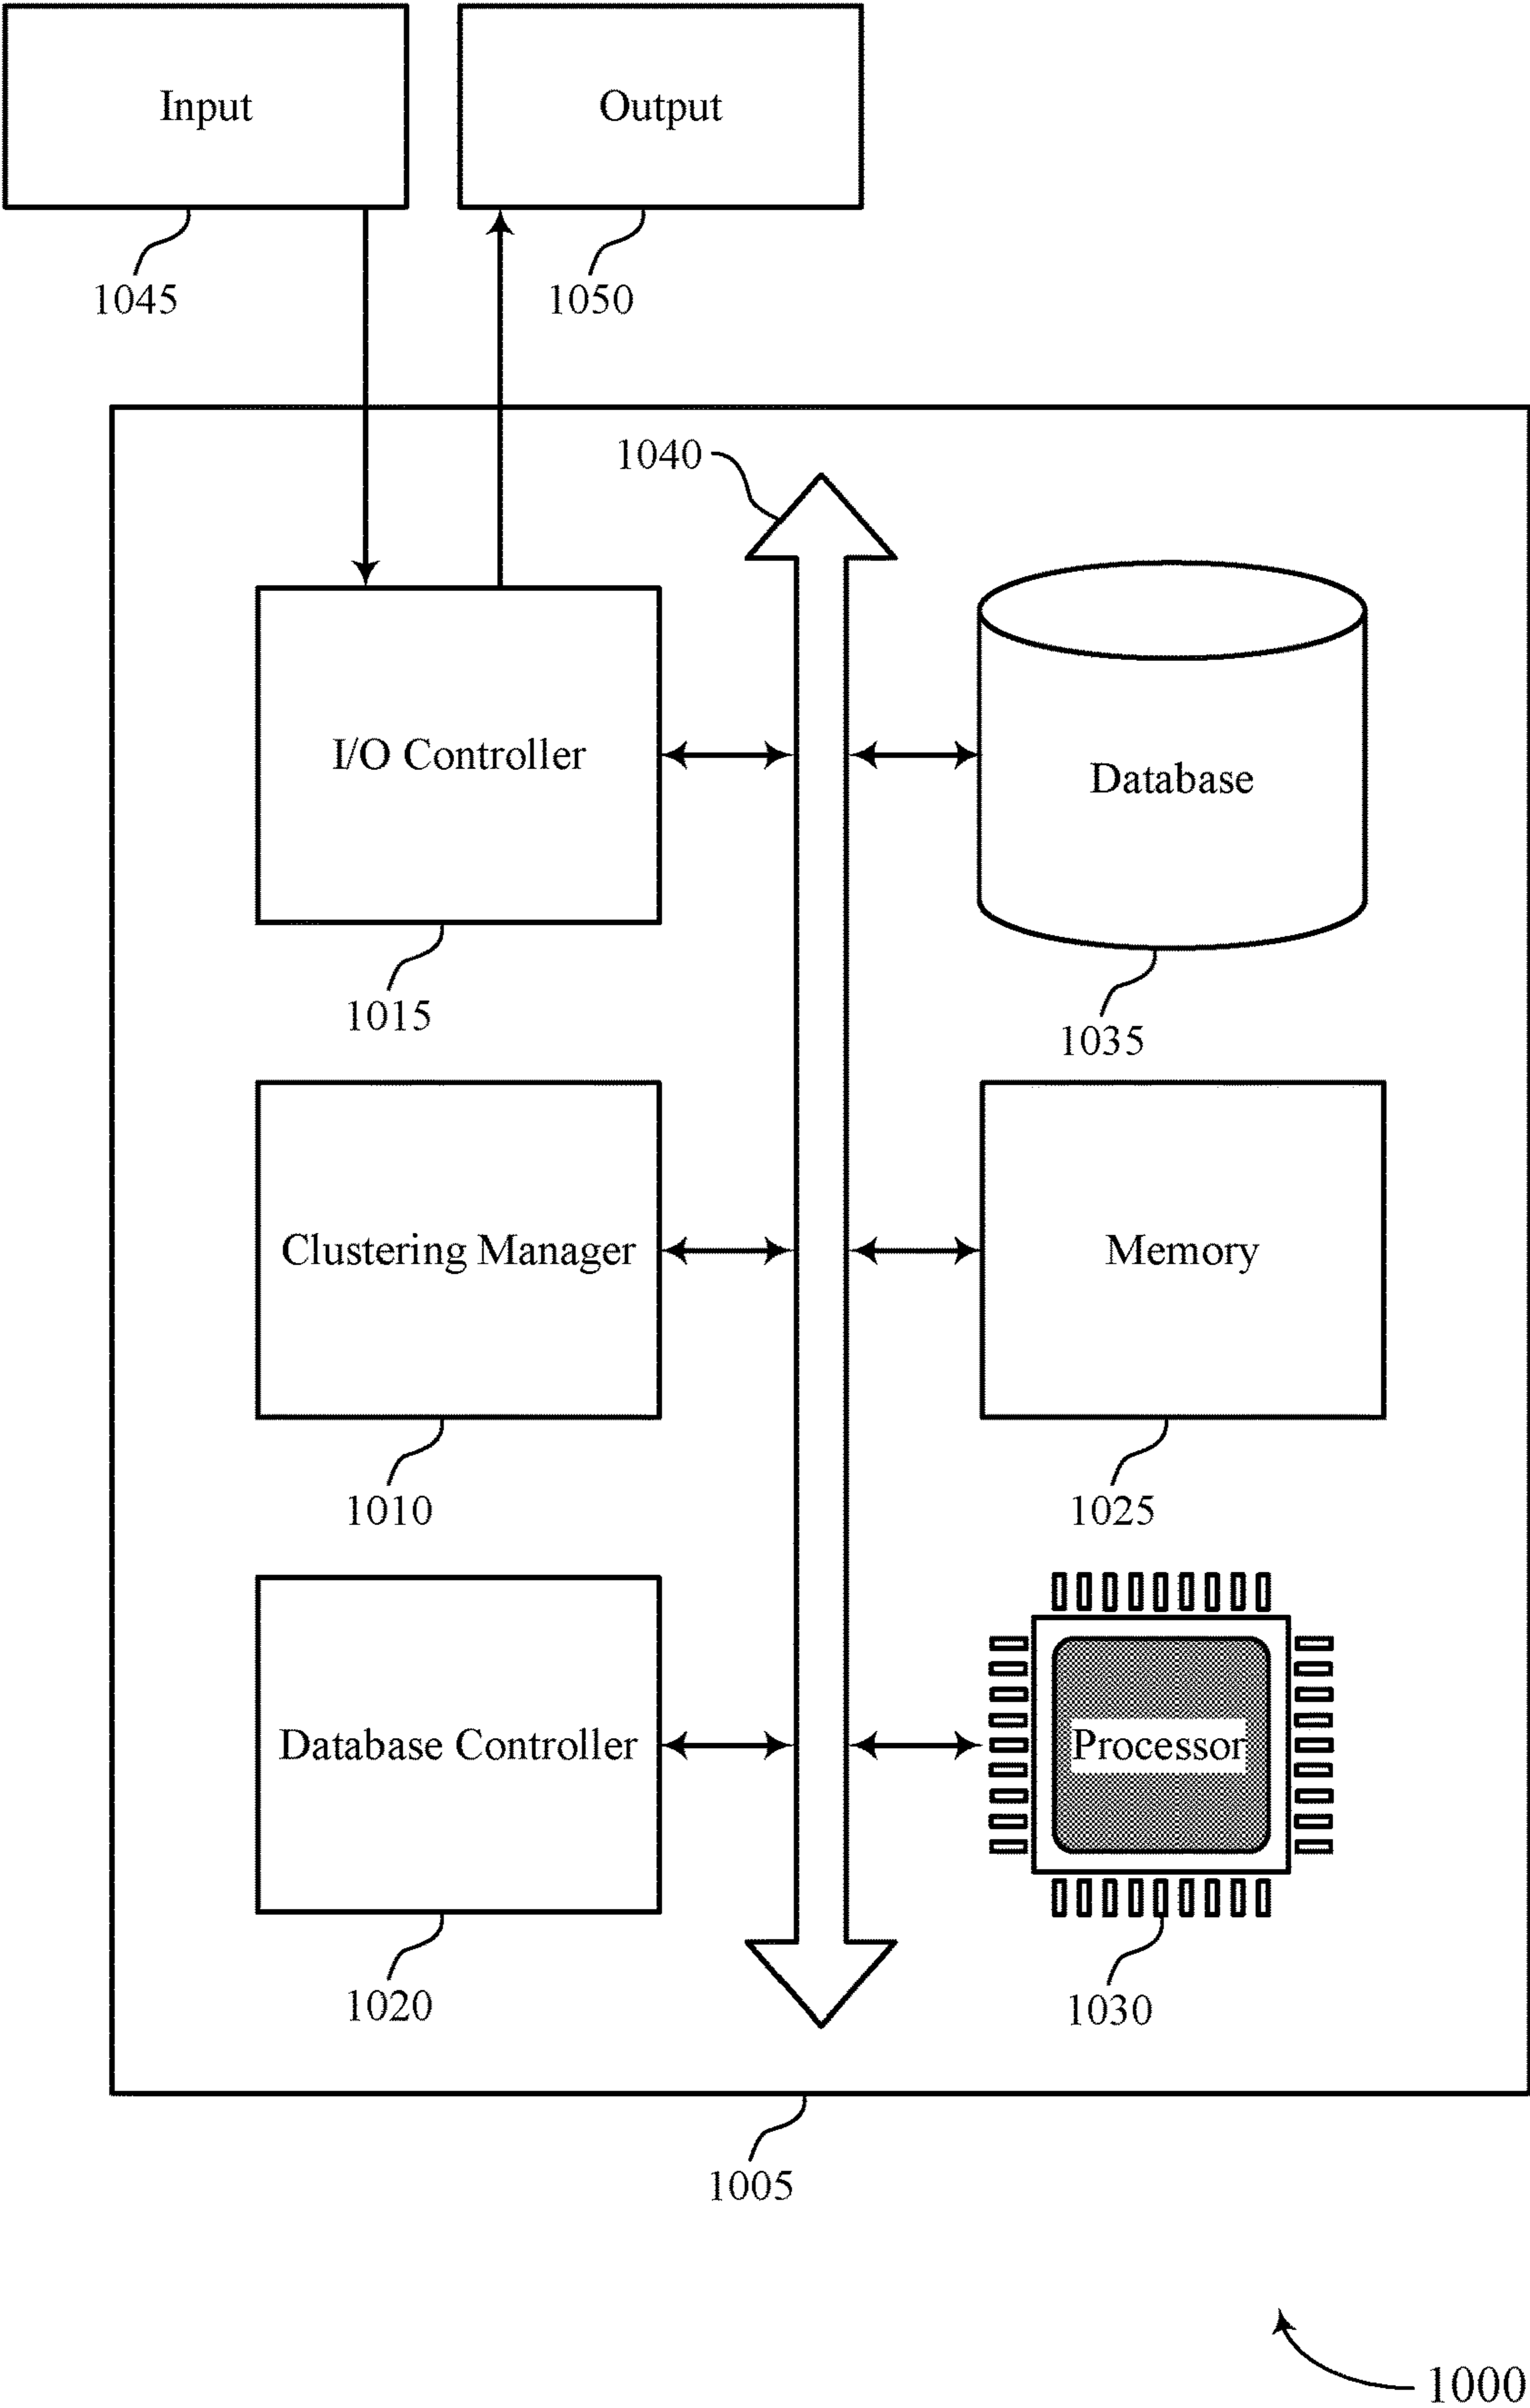 Input
Output
1045
1050
1040
I/O Controller
Database
1015
1035
Clustering Manager
Memory
1010
1025
Database Controller
Processor
1020
1030
1005
1000